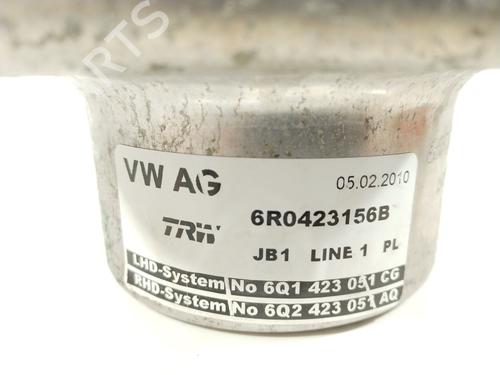 VW AG 05.02.2010
TRW 6R0423156B
JB1 LINE 1 PL
LHD-System No 6Q1 423 051 CG
RHD-System No 6Q2 423 051 AQ
B-Parts